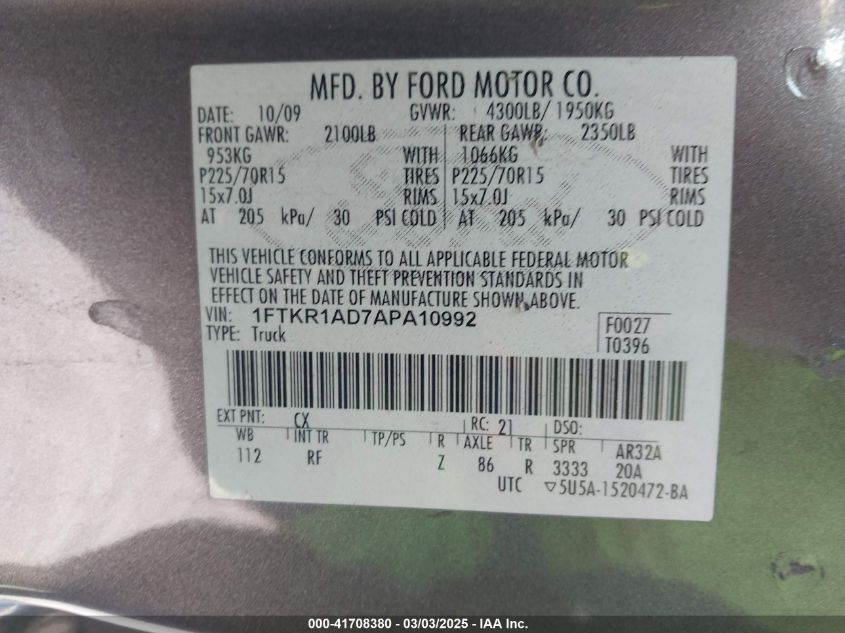 MFD. BY FORD MOTOR CO.
DATE: 10/09 GVWR: 4300LB/ 1950KG
FRONT GAWR: 2100LB REAR GAWR: 2350LB
953KG WITH 1066KG WITH
P225/70R15 TIRES P225/70R15 TIRES
15x7.0J RIMS 15x7.0J RIMS
AT 205 kPa/ 30 PSI COLD AT 205 kPa/ 30 PSI COLD
THIS VEHICLE CONFORMS TO ALL APPLICABLE FEDERAL MOTOR
VEHICLE SAFETY AND THEFT PREVENTION STANDARDS IN
EFFECT ON THE DATE OF MANUFACTURE SHOWN ABOVE.
VIN: 1FTKR1AD7APA10992 F0027
TYPE: Truck T0396
EXT PNT: CX RC: 21 DSO:
WB INT TR TP/PS R AXLE TR SPR AR32A
112 RF Z 86 R 3333 20A
UTC ▽5U5A-1520472-BA
000-41708380 / 03/03/2025 - IAA Inc.